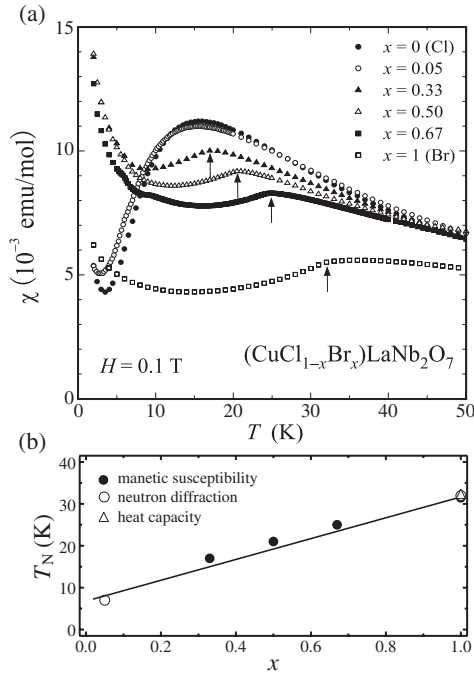 (a)
15
10
5
0
χ (10⁻³ emu/mol)
x = 0 (Cl)
x = 0.05
x = 0.33
x = 0.50
x = 0.67
x = 1 (Br)
H = 0.1 T
(CuCl₁₋ₓBrₓ)LaNb₂O₇
0 10 20 30 40 50
T (K)
(b)
40
30
20
10
0
T_N (K)
manetic susceptibility
neutron diffraction
heat capacity
0.0 0.2 0.4 0.6 0.8 1.0
x